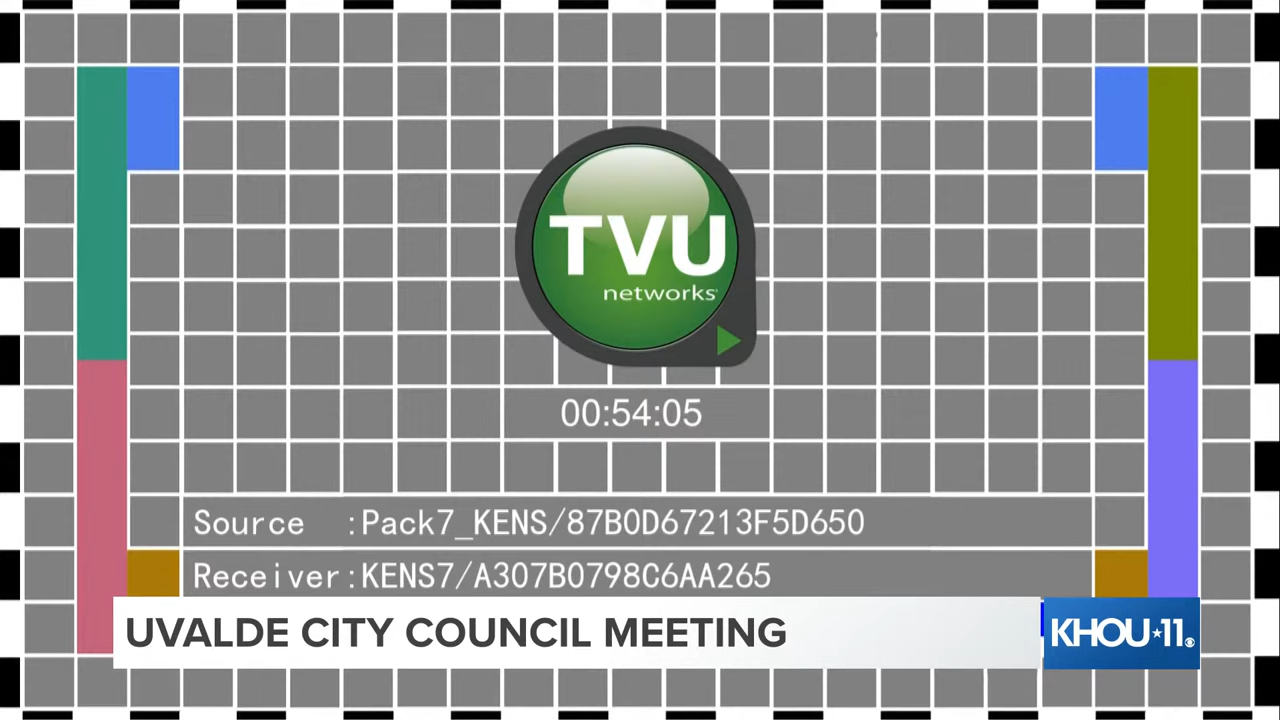 TVU
networks
00:54:05
Source :Pack7_KENS/87B0D67213F5D650
Receiver:KENS7/A307B0798C6AA265
UVALDE CITY COUNCIL MEETING
KHOU★11